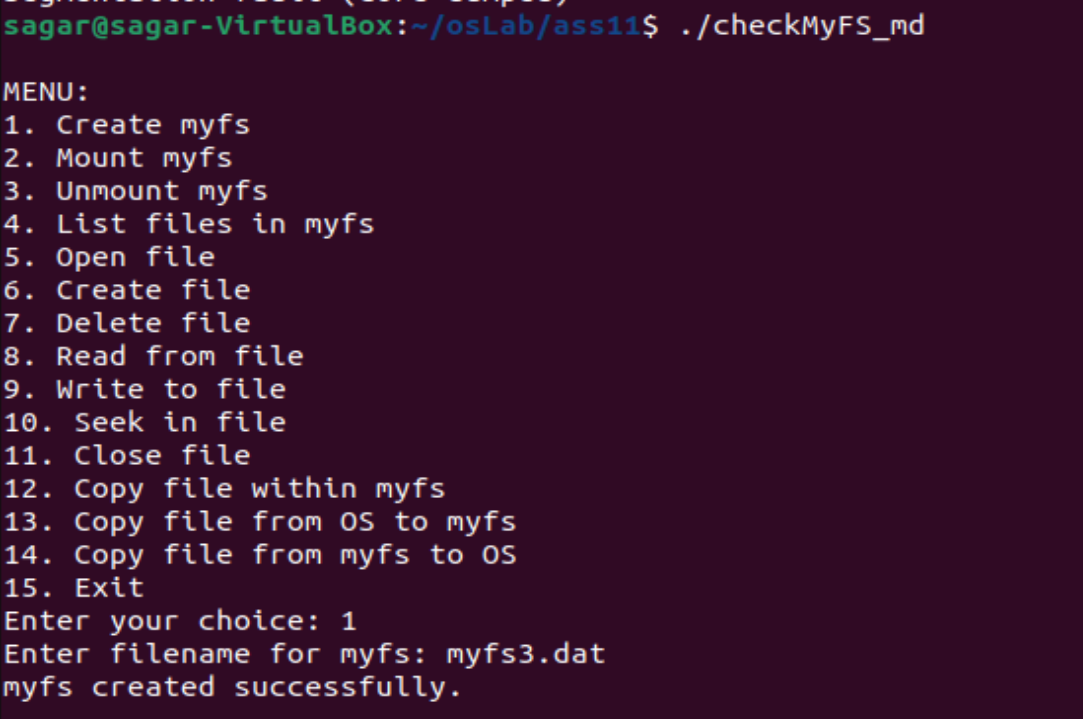 sagar@sagar-VirtualBox:~/osLab/ass11$ ./checkMyFS_md
MENU:
1. Create myfs
2. Mount myfs
3. Unmount myfs
4. List files in myfs
5. Open file
6. Create file
7. Delete file
8. Read from file
9. Write to file
10. Seek in file
11. Close file
12. Copy file within myfs
13. Copy file from OS to myfs
14. Copy file from myfs to OS
15. Exit
Enter your choice: 1
Enter filename for myfs: myfs3.dat
myfs created successfully.